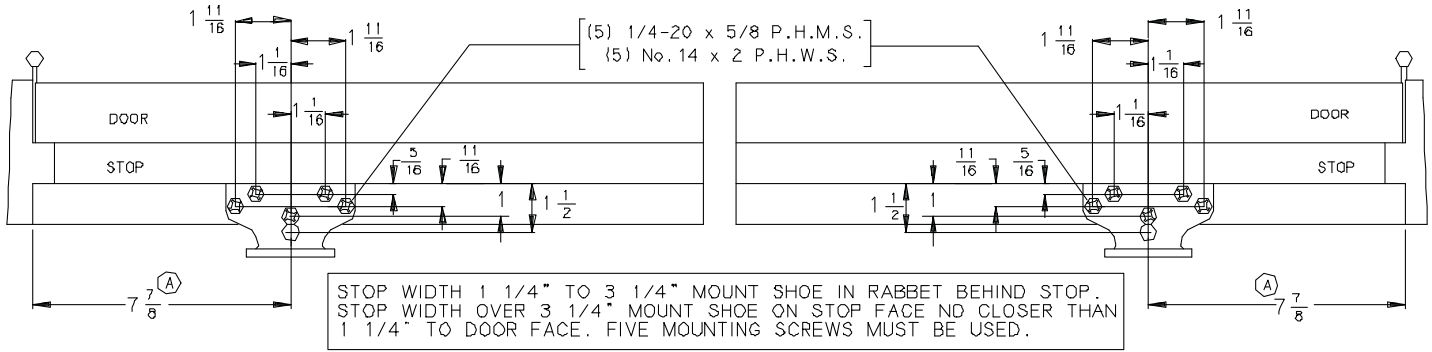 1 11/16
1 11/16
1 1/16
1 1/16
(5) 1/4-20 x 5/8 P.H.M.S.
(5) No. 14 x 2 P.H.W.S.
1 11/16
1 11/16
1 1/16
1 1/16
DOOR
DOOR
STOP
5/16
11/16
1
1 1/2
11/16
5/16
STOP
1 1/2
1
A
7 7/8
A
7 7/8
STOP WIDTH 1 1/4" TO 3 1/4" MOUNT SHOE IN RABBET BEHIND STOP.
STOP WIDTH OVER 3 1/4" MOUNT SHOE ON STOP FACE NO CLOSER THAN
1 1/4" TO DOOR FACE. FIVE MOUNTING SCREWS MUST BE USED.